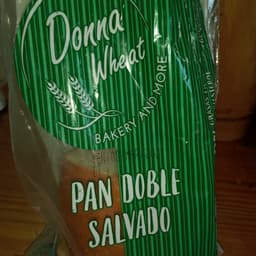 Donna
Wheat
BAKERY AND MORE
PAN DOBLE
SALVADO